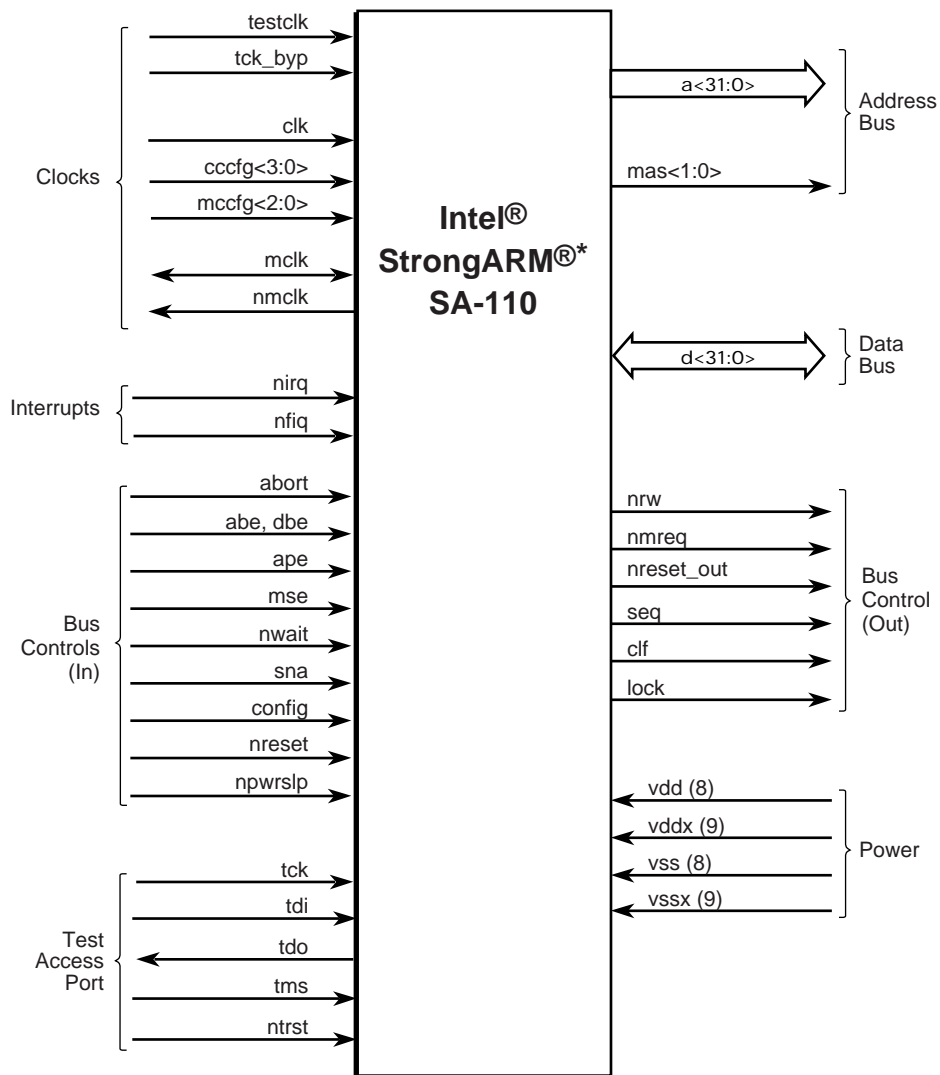 testclk
tck_byp
clk
cccfg<3:0>
mccfg<2:0>
mclk
nmclk
Clocks
nirq
nfiq
Interrupts
abort
abe, dbe
ape
mse
nwait
sna
config
nreset
npwrslp
Bus
Controls
(In)
tck
tdi
tdo
tms
ntrst
Test
Access
Port
Intel®
StrongARM®*
SA-110
a<31:0>
mas<1:0>
Address
Bus
d<31:0>
Data
Bus
nrw
nmreq
nreset_out
seq
clf
lock
Bus
Control
(Out)
vdd (8)
vddx (9)
vss (8)
vssx (9)
Power